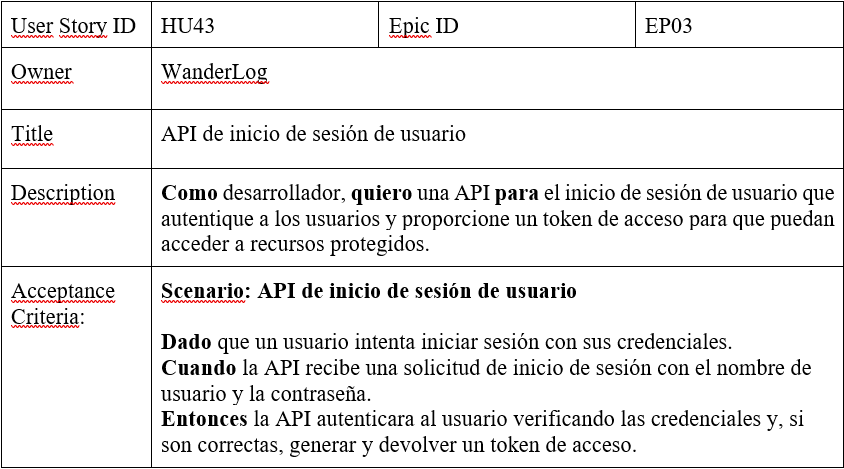 User Story ID HU43 Epic ID EP03
Owner WanderLog
Title API de inicio de sesión de usuario
Description Como desarrollador, quiero una API para el inicio de sesión de usuario que
autentique a los usuarios y proporcione un token de acceso para que puedan
acceder a recursos protegidos.
Acceptance Scenario: API de inicio de sesión de usuario
Criteria:
Dado que un usuario intenta iniciar sesión con sus credenciales.
Cuando la API recibe una solicitud de inicio de sesión con el nombre de
usuario y la contraseña.
Entonces la API autenticara al usuario verificando las credenciales y, si
son correctas, generar y devolver un token de acceso.